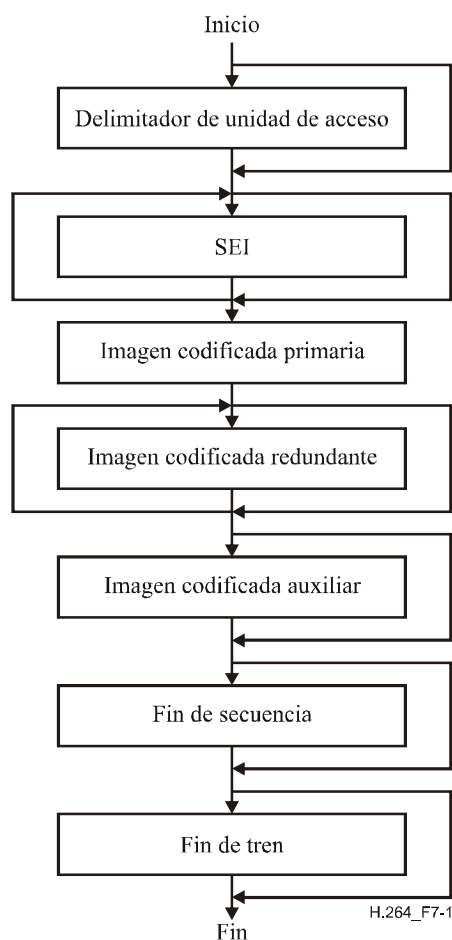 Inicio
Delimitador de unidad de acceso
SEI
Imagen codificada primaria
Imagen codificada redundante
Imagen codificada auxiliar
Fin de secuencia
Fin de tren
H.264_F7-1
Fin